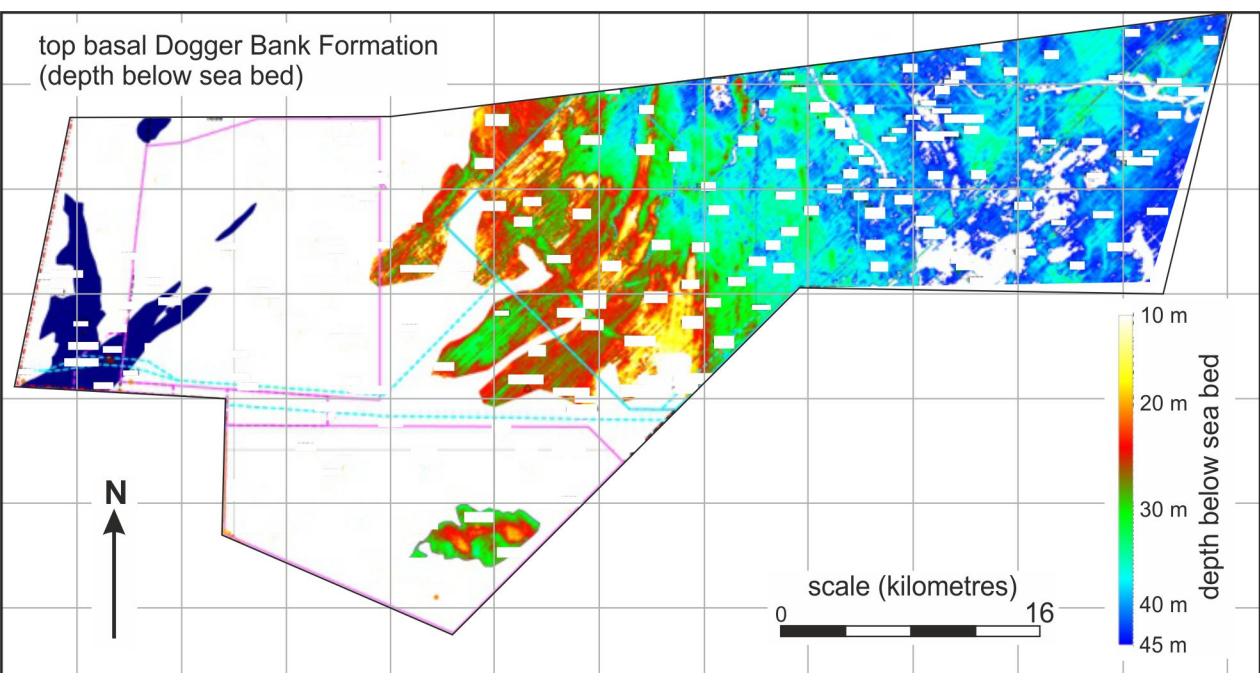 top basal Dogger Bank Formation
(depth below sea bed)
N
10 m
20 m
30 m
40 m
45 m
depth below sea bed
scale (kilometres)
0 16